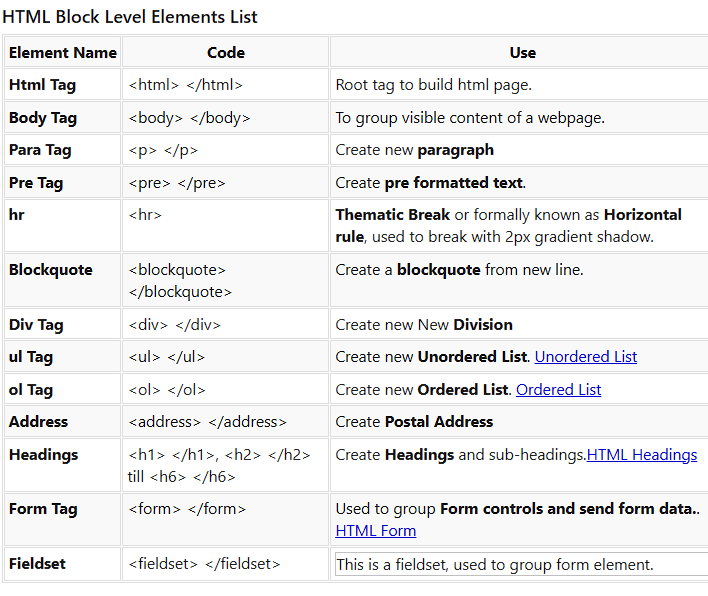 HTML Block Level Elements List
Element Name Code Use
Html Tag <html> </html> Root tag to build html page.
Body Tag <body> </body> To group visible content of a webpage.
Para Tag <p> </p> Create new paragraph
Pre Tag <pre> </pre> Create pre formatted text.
hr <hr> Thematic Break or formally known as Horizontal
rule, used to break with 2px gradient shadow.
Blockquote <blockquote> Create a blockquote from new line.
</blockquote>
Div Tag <div> </div> Create new New Division
ul Tag <ul> </ul> Create new Unordered List. Unordered List
ol Tag <ol> </ol> Create new Ordered List. Ordered List
Address <address> </address> Create Postal Address
Headings <h1> </h1>, <h2> </h2> Create Headings and sub-headings.HTML Headings
till <h6> </h6>
Form Tag <form> </form> Used to group Form controls and send form data..
HTML Form
Fieldset <fieldset> </fieldset> This is a fieldset, used to group form element.